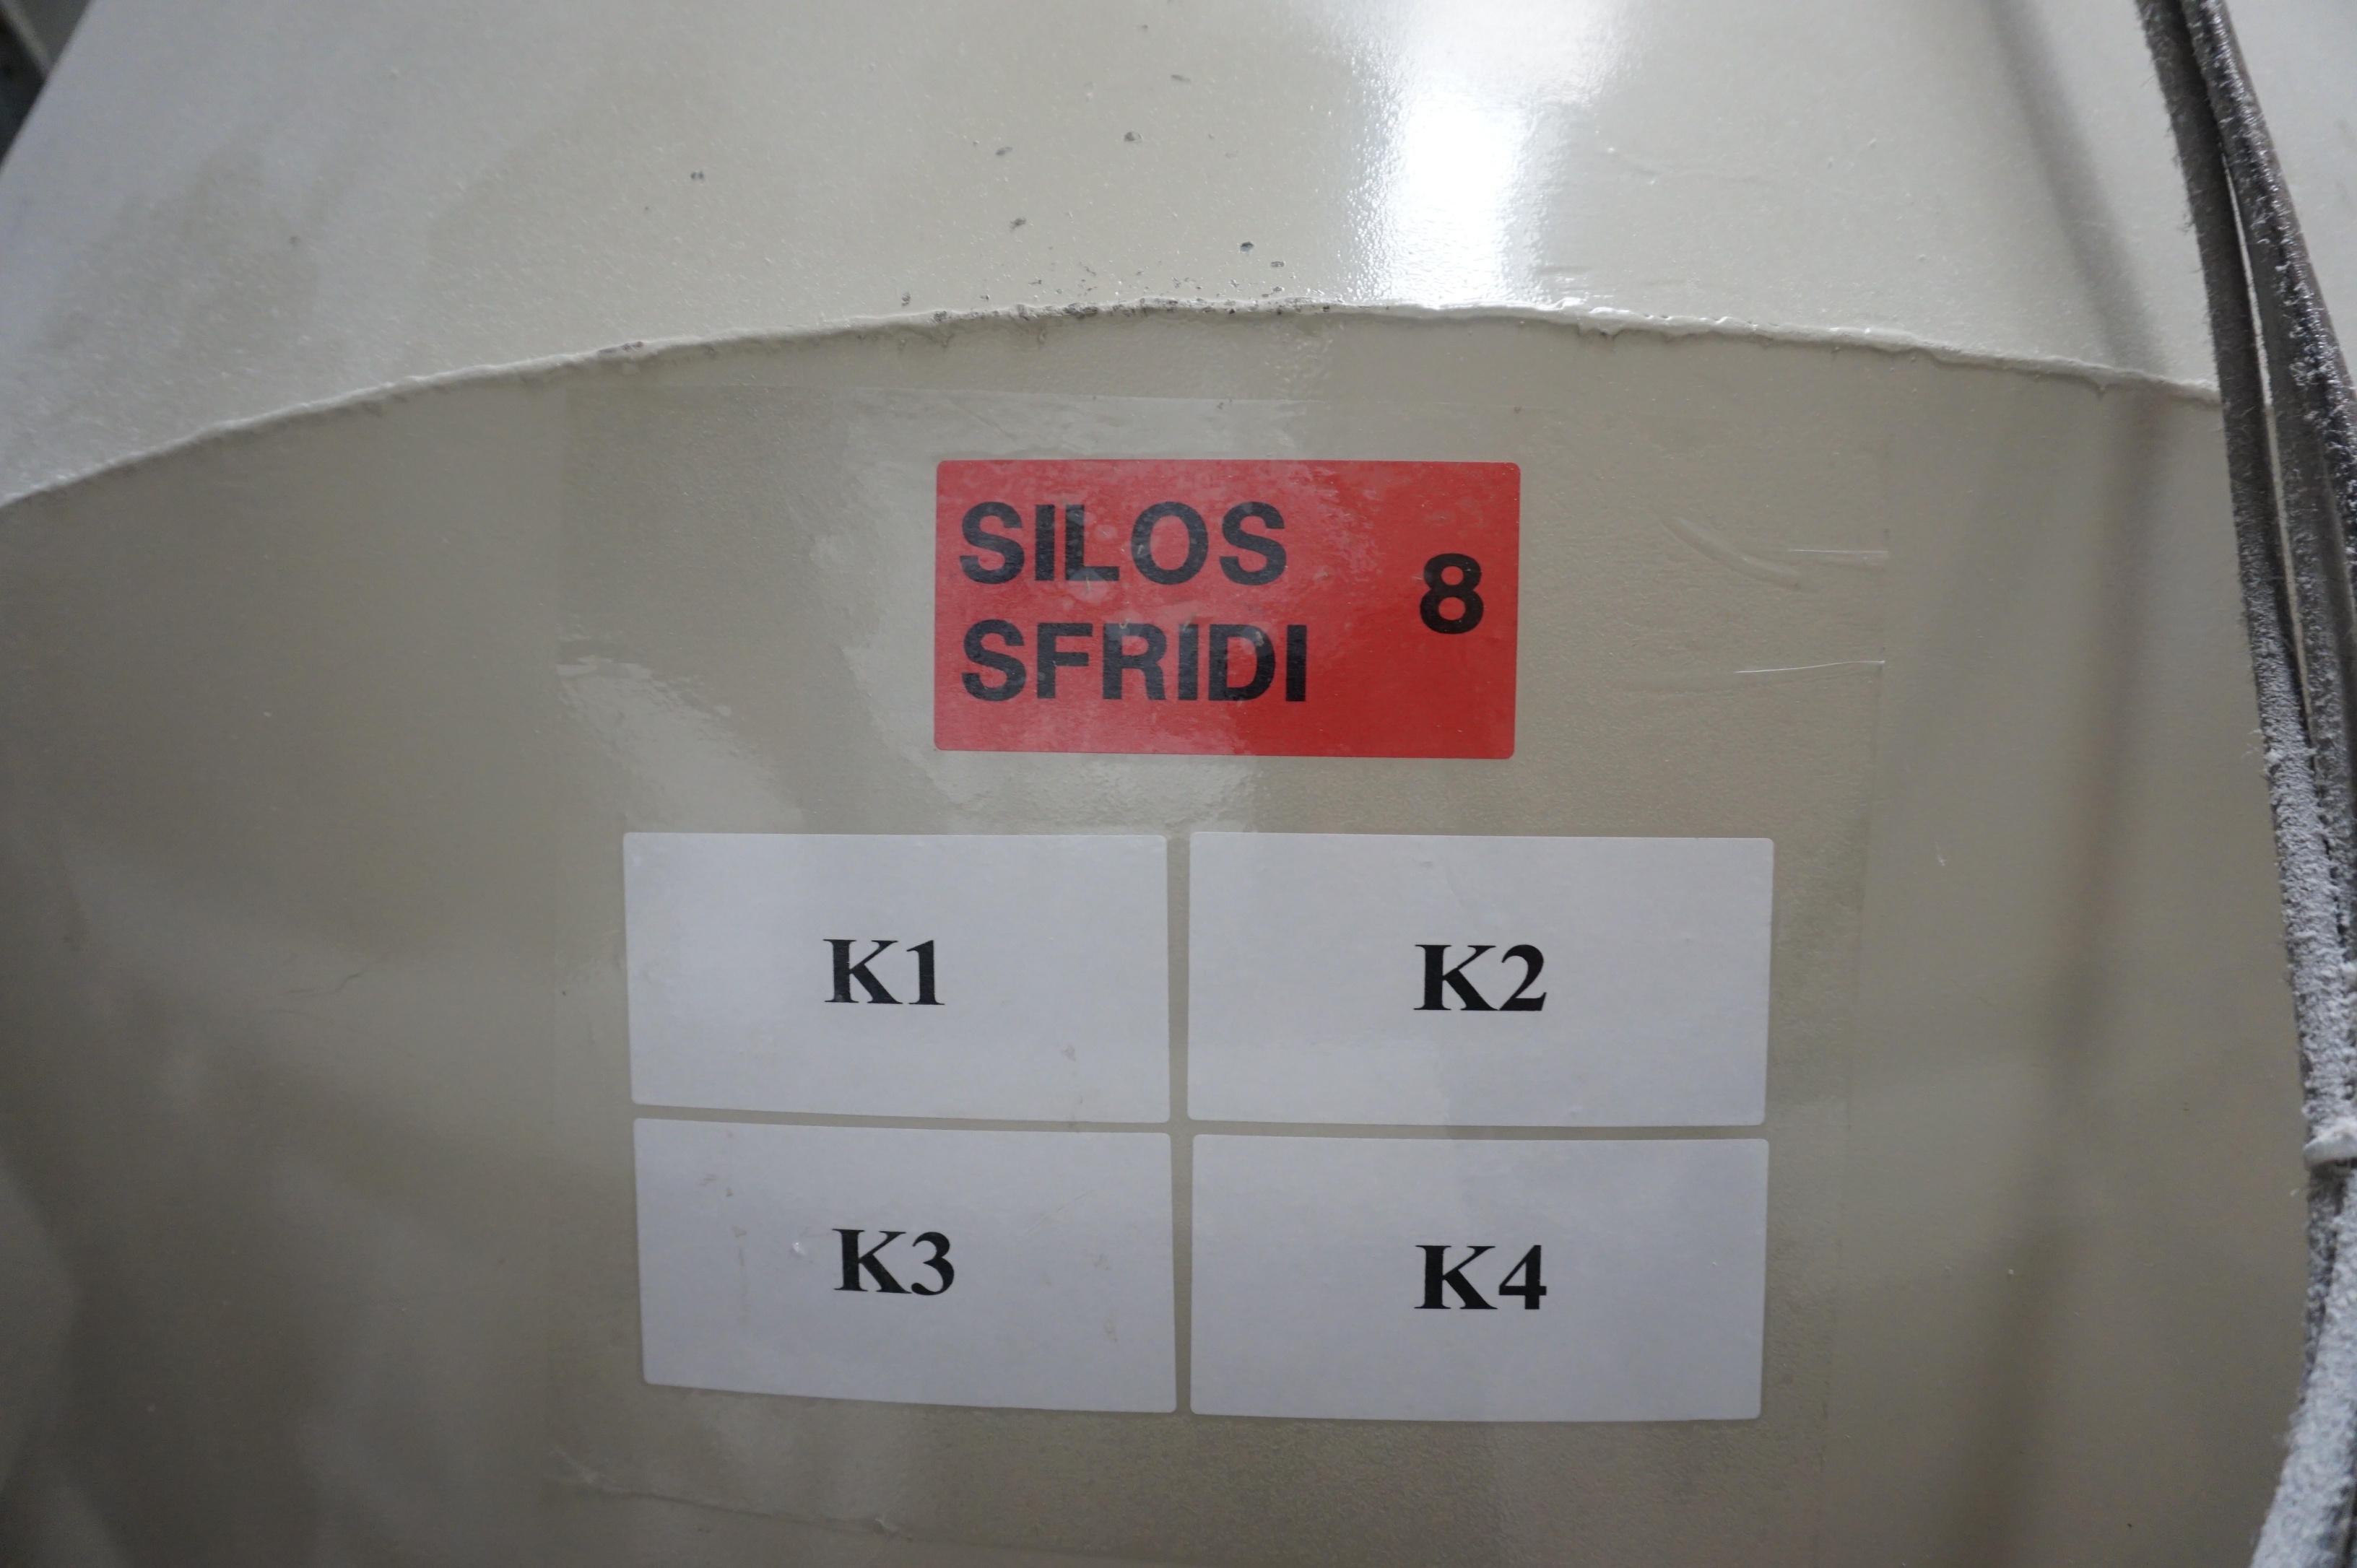 SILOS
SFRIDI 8
K1 K2
K3 K4